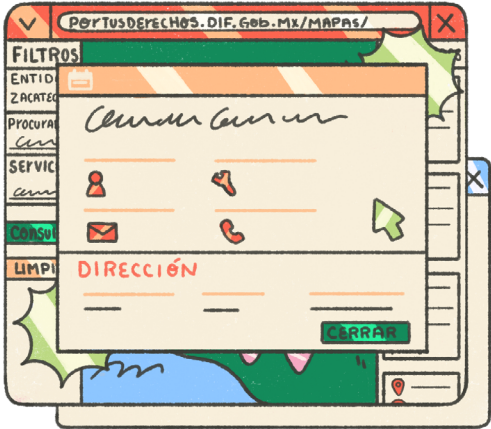 PORTUSDERECHOS.DIF.GOB.MX/MAPAS/
FILTROS
ENTID
ZACATEC
PROCURA
SERVIC
CONSU
LIMPI
DIRECCIÓN
CERRAR